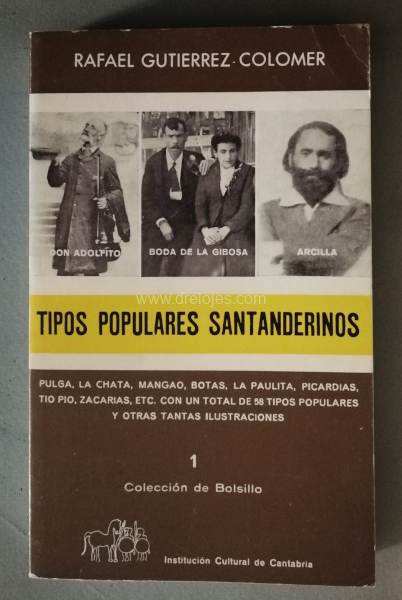 RAFAEL GUTIERREZ-COLOMER
DON ADOLFITO
BODA DE LA GIBOSA
ARCILLA
www.drelojes.com
TIPOS POPULARES SANTANDERINOS
PULGA, LA CHATA, MANGAO, BOTAS, LA PAULITA, PICARDIAS,
TIO PIO, ZACARIAS, ETC. CON UN TOTAL DE 58 TIPOS POPULARES
Y OTRAS TANTAS ILUSTRACIONES
1
Colección de Bolsillo
Institución Cultural de Cantabria